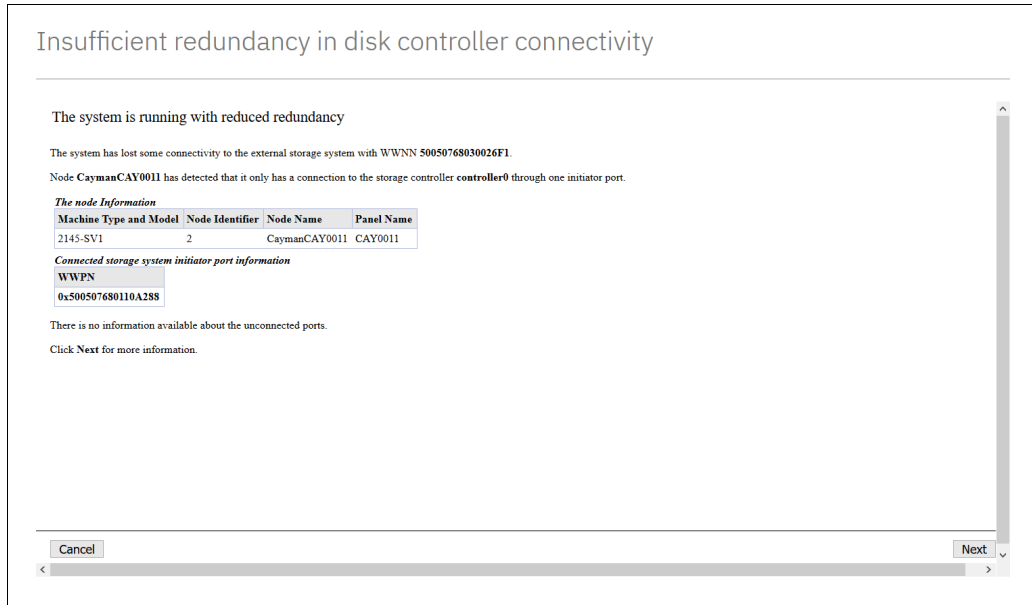 Insufficient redundancy in disk controller connectivity
The system is running with reduced redundancy
The system has lost some connectivity to the external storage system with WWNN 50050768030026F1.
Node CaymanCAY0011 has detected that it only has a connection to the storage controller controller0 through one initiator port.
The node Information
Machine Type and Model Node Identifier Node Name Panel Name
2145-SV1 2 CaymanCAY0011 CAY0011
Connected storage system initiator port information
WWPN
0x500507680110A288
There is no information available about the unconnected ports.
Click Next for more information.
Cancel Next